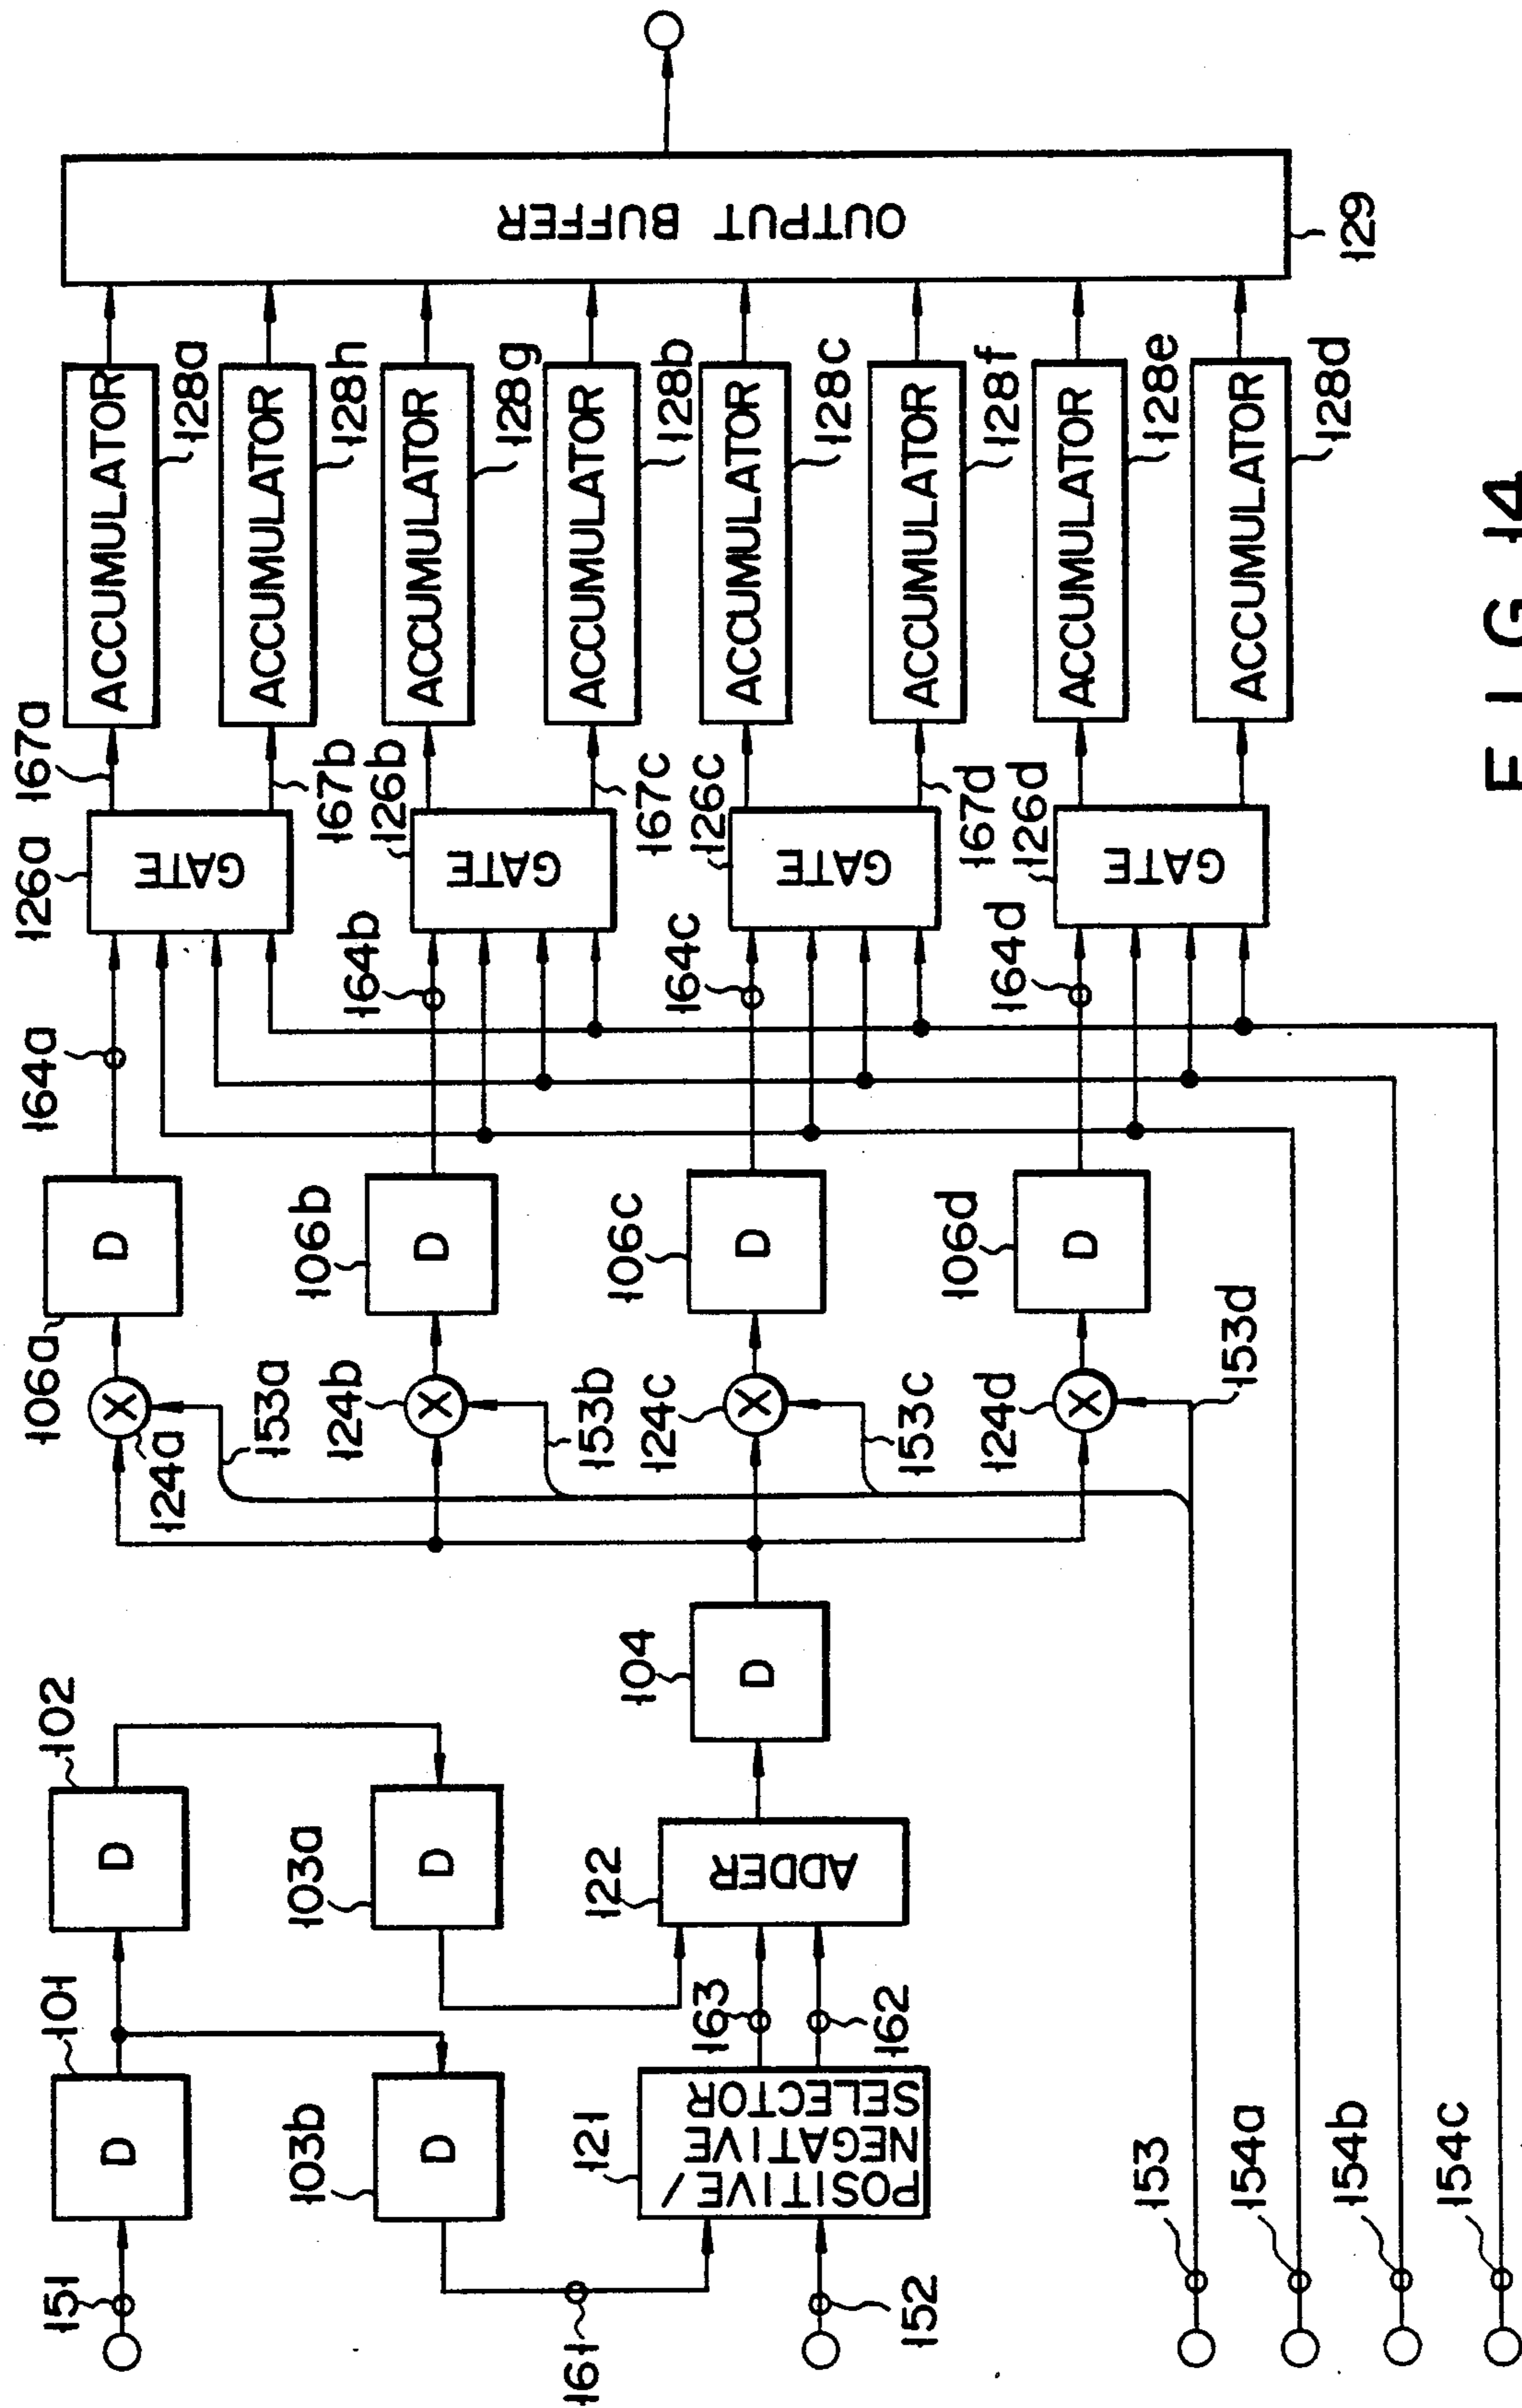 151
101
D
102
D
103b
D
103a
D
161
121
POSITIVE/
NEGATIVE
SELECTOR
152
163
162
122
ADDER
104
D
124a
153a
106a
D
164a
124b
153b
106b
D
164b
124c
153c
106c
D
164c
124d
153d
106d
D
164d
153
154a
154b
154c
126a
GATE
167a
167b
126b
GATE
167c
126c
GATE
167d
126d
GATE
ACCUMULATOR
128a
ACCUMULATOR
128h
ACCUMULATOR
128g
ACCUMULATOR
128b
ACCUMULATOR
128c
ACCUMULATOR
128f
ACCUMULATOR
128e
ACCUMULATOR
128d
OUTPUT BUFFER
129
FIG 14